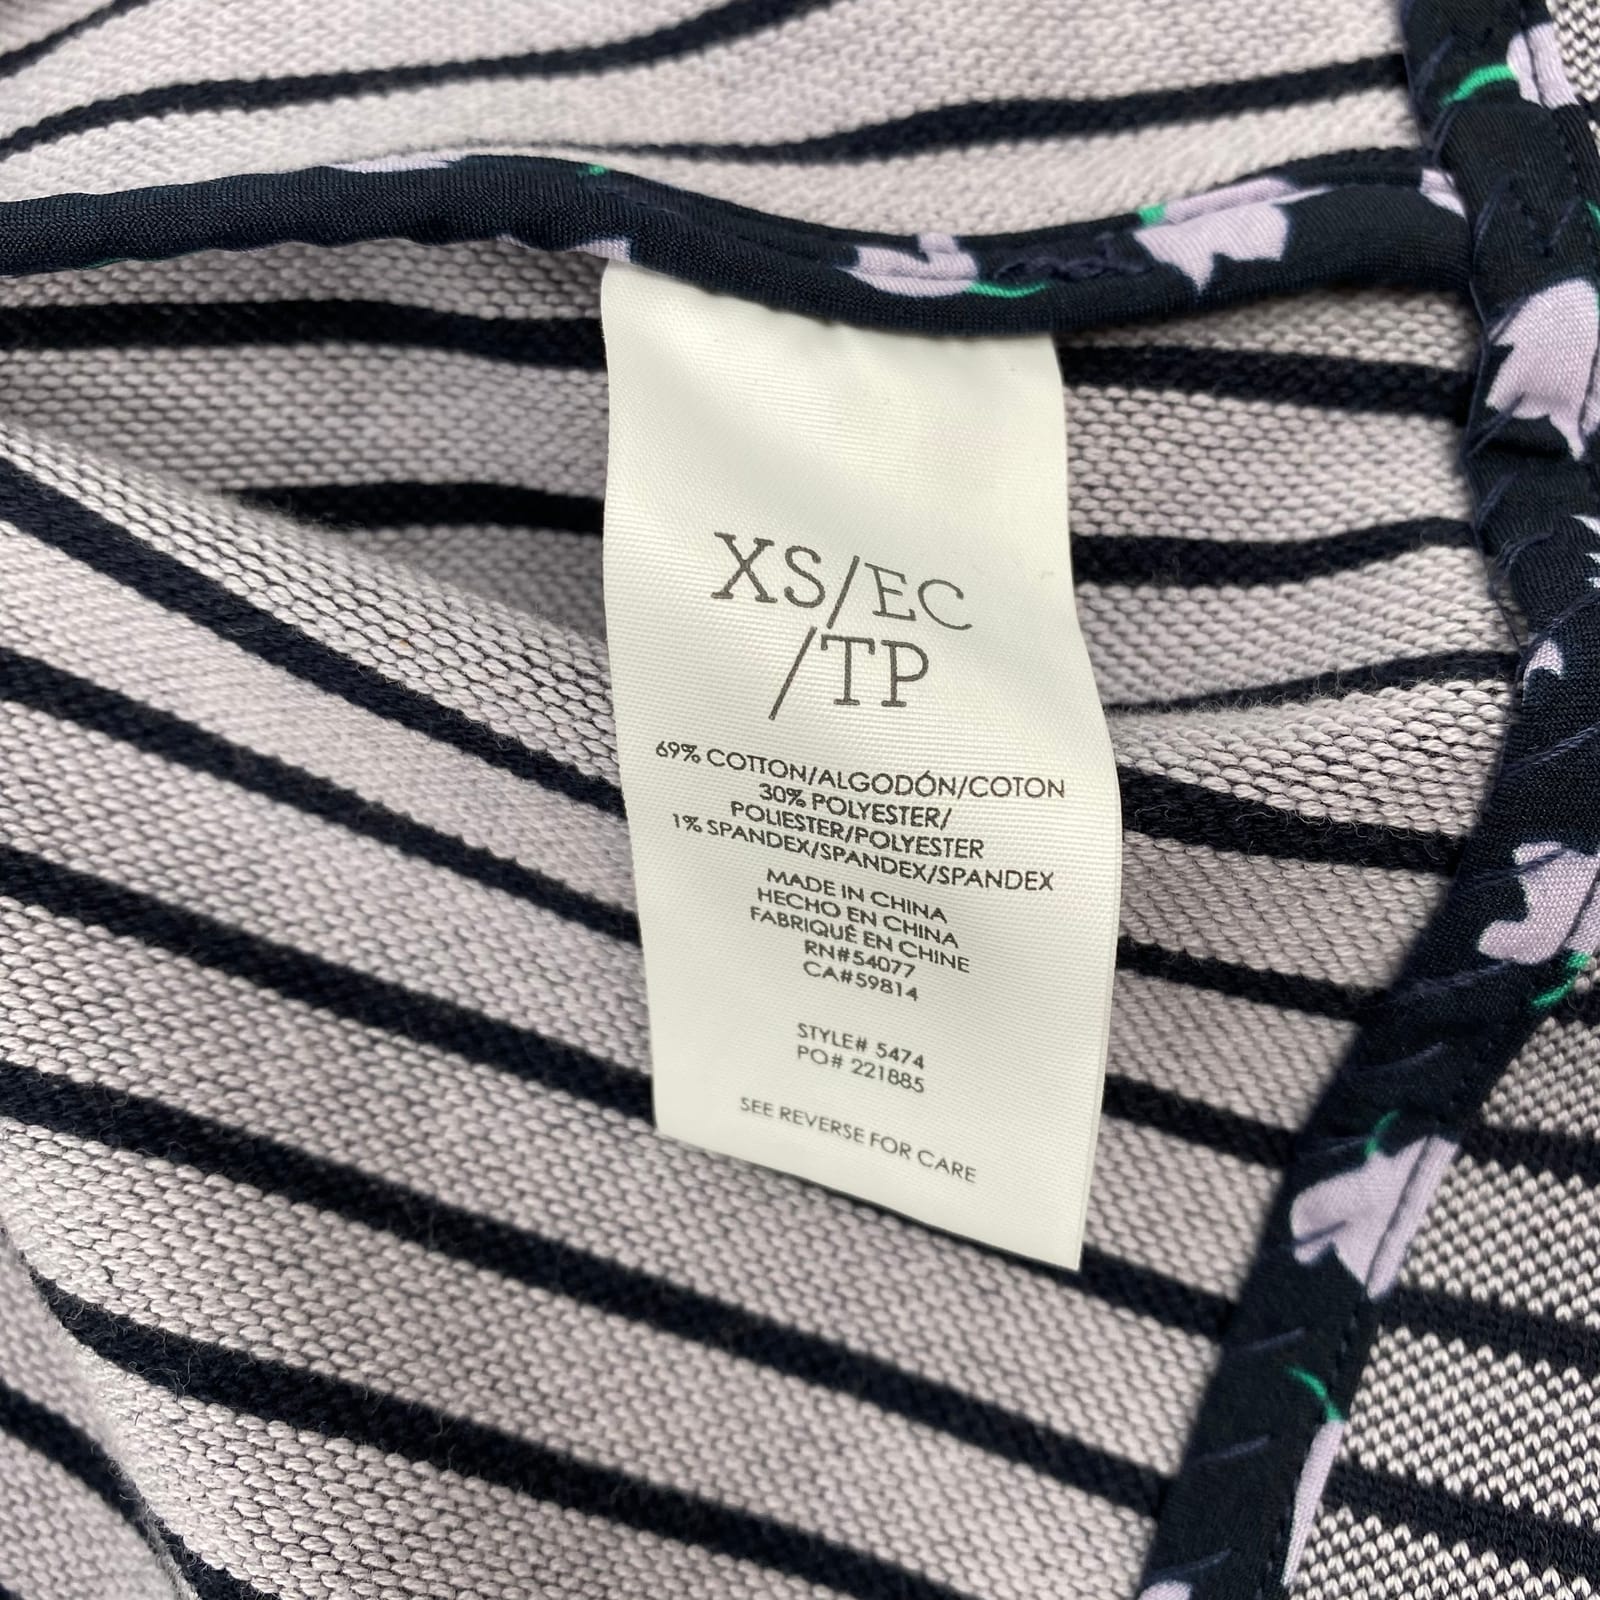 XS/EC
/TP
69% COTTON/ALGODÓN/COTON
30% POLYESTER/
POLIESTER/POLYESTER
1% SPANDEX/SPANDEX/SPANDEX
MADE IN CHINA
HECHO EN CHINA
FABRIQUÉ EN CHINE
RN#54077
CA#59814
STYLE# 5474
PO# 221885
SEE REVERSE FOR CARE